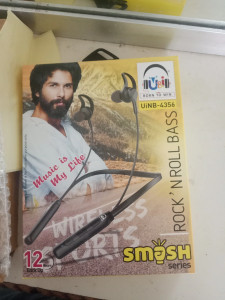 U&i
BORN TO WIN
UiNB-4356
Music is
My Life
ROCK 'N ROLL BASS
WIRELESS
SPORTS
12
SMASH
series